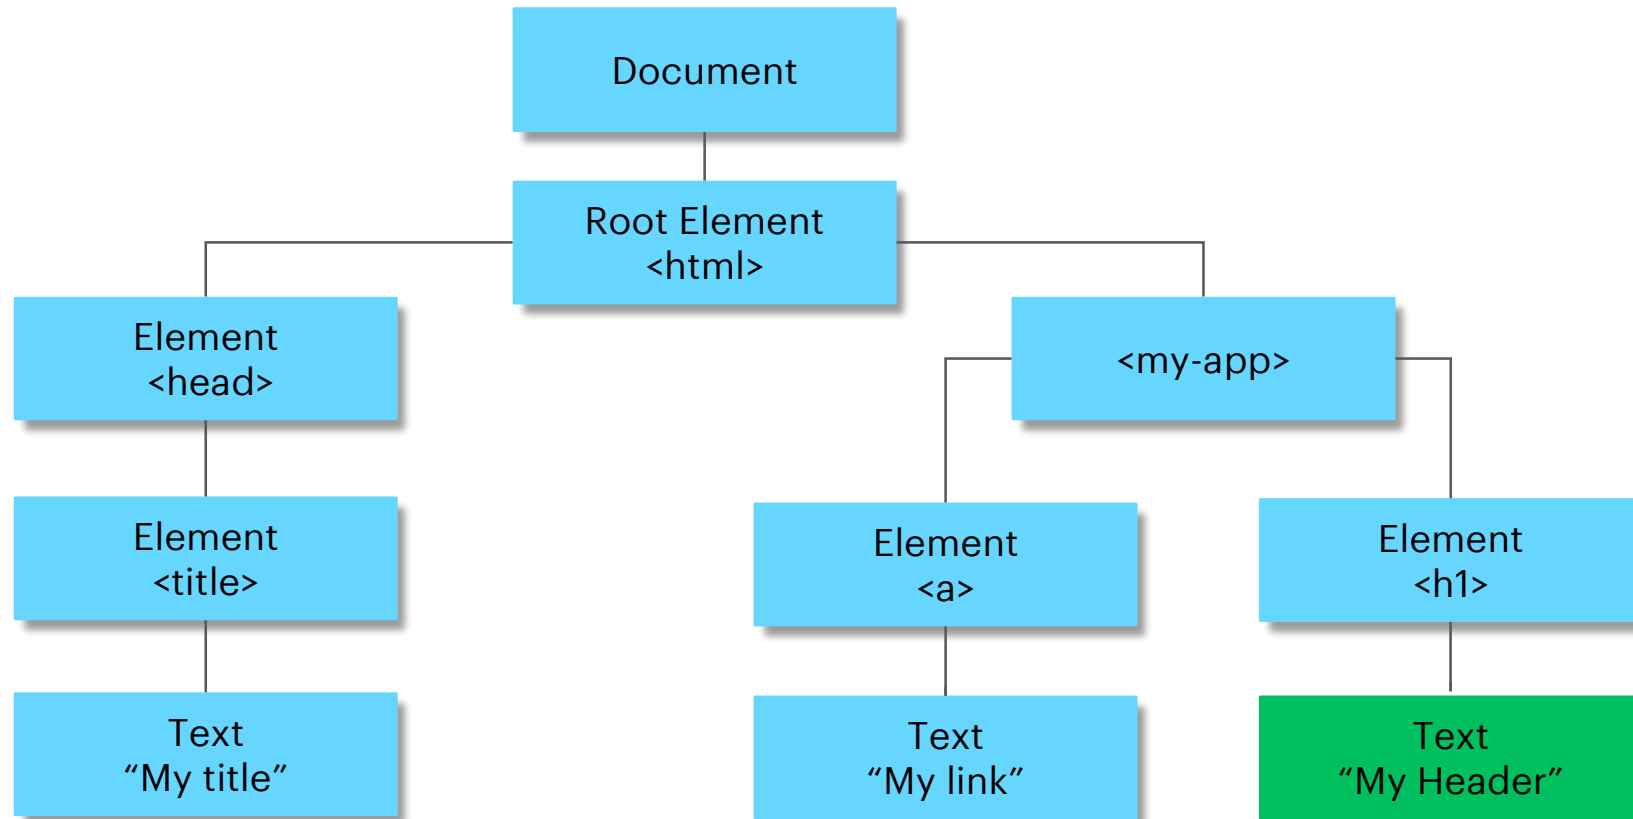 Document
Root Element
<html>
Element
<head>
<my-app>
Element
<title>
Element
<a>
Element
<h1>
Text
“My title”
Text
“My link”
Text
“My Header”